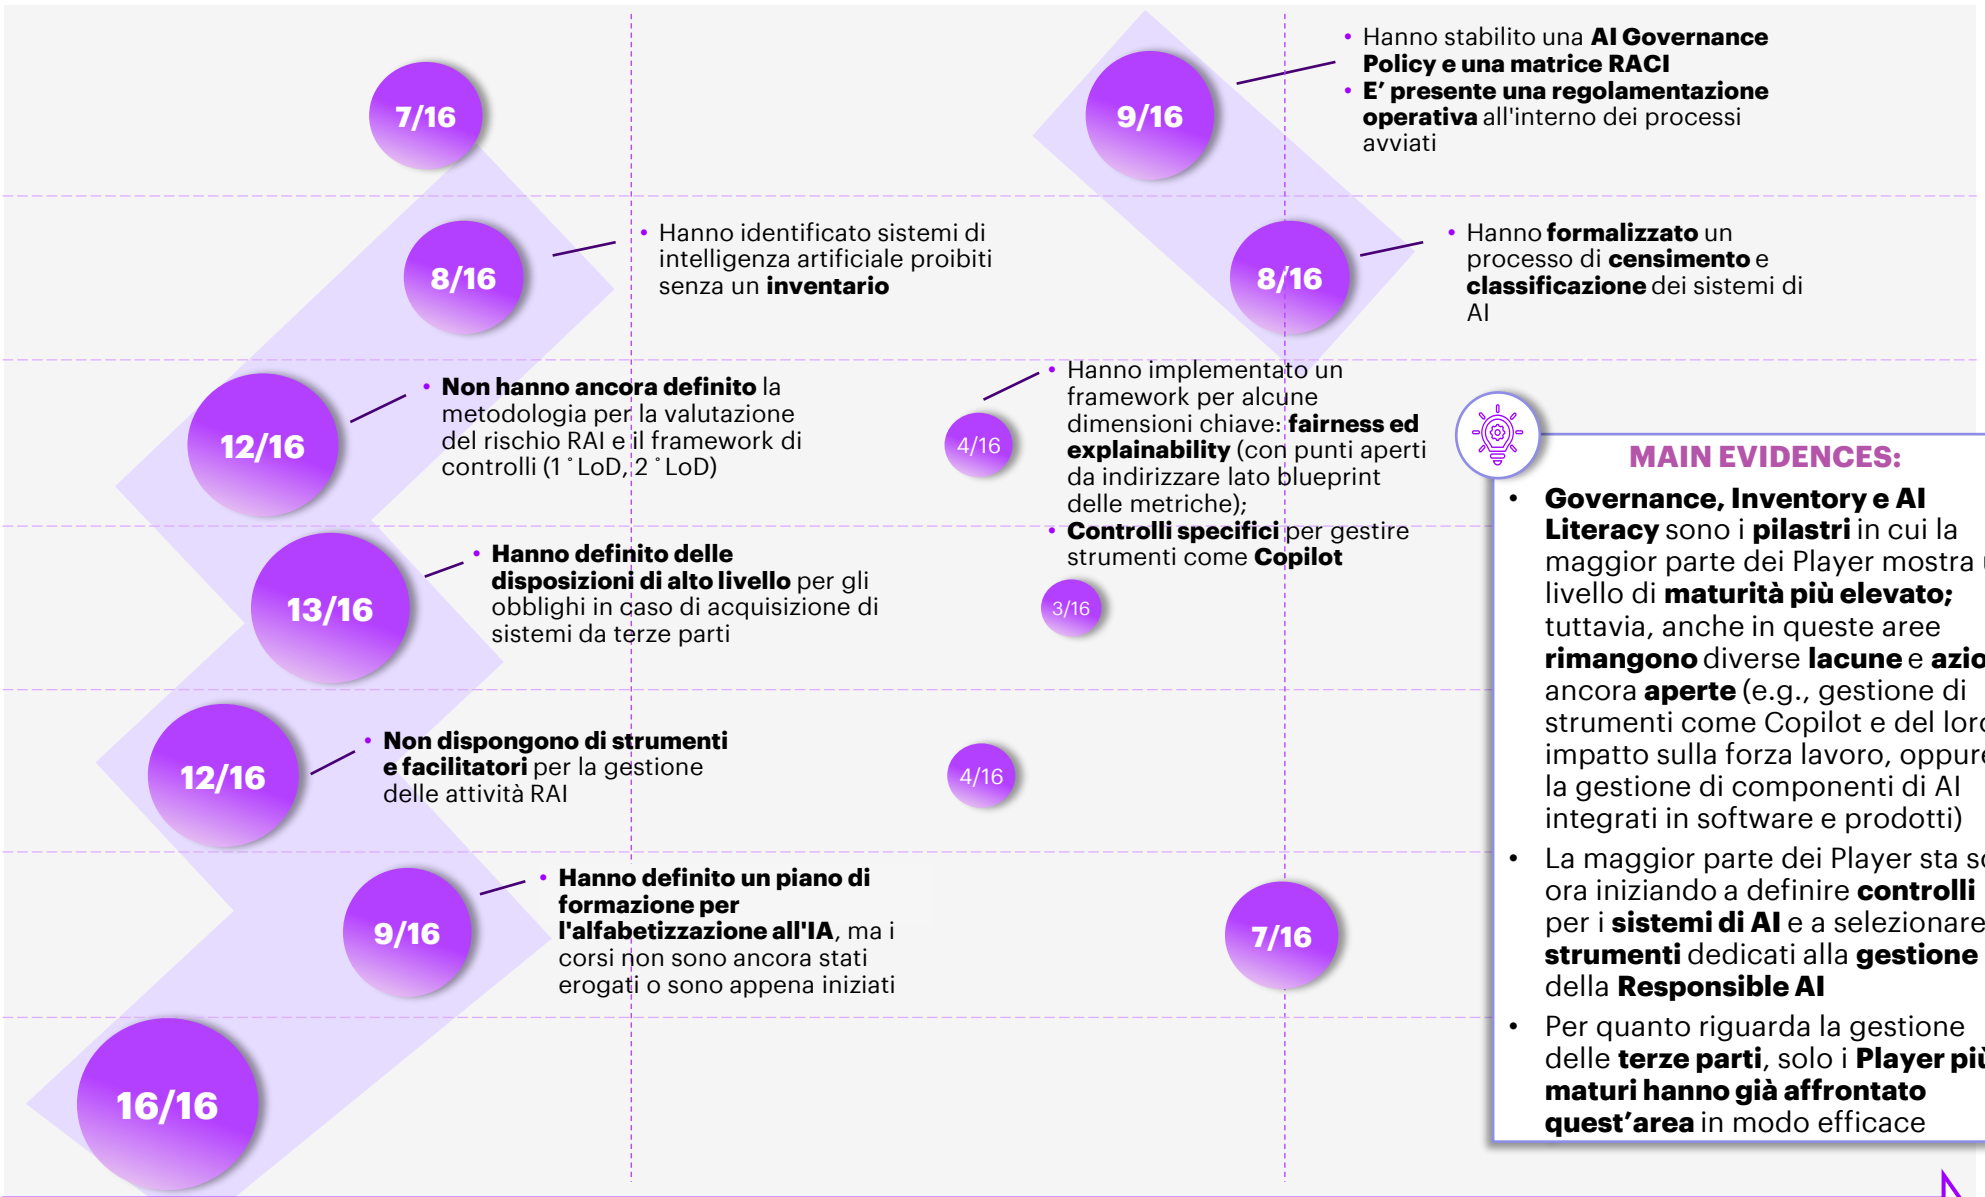 7/16
9/16
• Hanno stabilito una AI Governance
Policy e una matrice RACI
• E’ presente una regolamentazione
operativa all'interno dei processi
avviati
8/16
• Hanno identificato sistemi di
intelligenza artificiale proibiti
senza un inventario
8/16
• Hanno formalizzato un
processo di censimento e
classificazione dei sistemi di
AI
12/16
• Non hanno ancora definito la
metodologia per la valutazione
del rischio RAI e il framework di
controlli (1˚LoD, 2˚LoD)
4/16
• Hanno implementato un
framework per alcune
dimensioni chiave: fairness ed
explainability (con punti aperti
da indirizzare lato blueprint
delle metriche);
• Controlli specifici per gestire
strumenti come Copilot
13/16
• Hanno definito delle
disposizioni di alto livello per gli
obblighi in caso di acquisizione di
sistemi da terze parti
3/16
12/16
• Non dispongono di strumenti
e facilitatori per la gestione
delle attività RAI
4/16
9/16
• Hanno definito un piano di
formazione per
l'alfabetizzazione all'IA, ma i
corsi non sono ancora stati
erogati o sono appena iniziati
7/16
16/16
MAIN EVIDENCES:
• Governance, Inventory e AI
Literacy sono i pilastri in cui la
maggior parte dei Player mostra
livello di maturità più elevato;
tuttavia, anche in queste aree
rimangono diverse lacune e
ancora aperte (e.g., gestione di
strumenti come Copilot e del loro
impatto sulla forza lavoro, oppure
la gestione di componenti di AI
integrati in software e prodotti)
• La maggior parte dei Player sta
ora iniziando a definire controlli
per i sistemi di AI e a selezionare
strumenti dedicati alla gestione
della Responsible AI
• Per quanto riguarda la gestione
delle terze parti, solo i Player più
maturi hanno già affrontato
quest’area in modo efficace